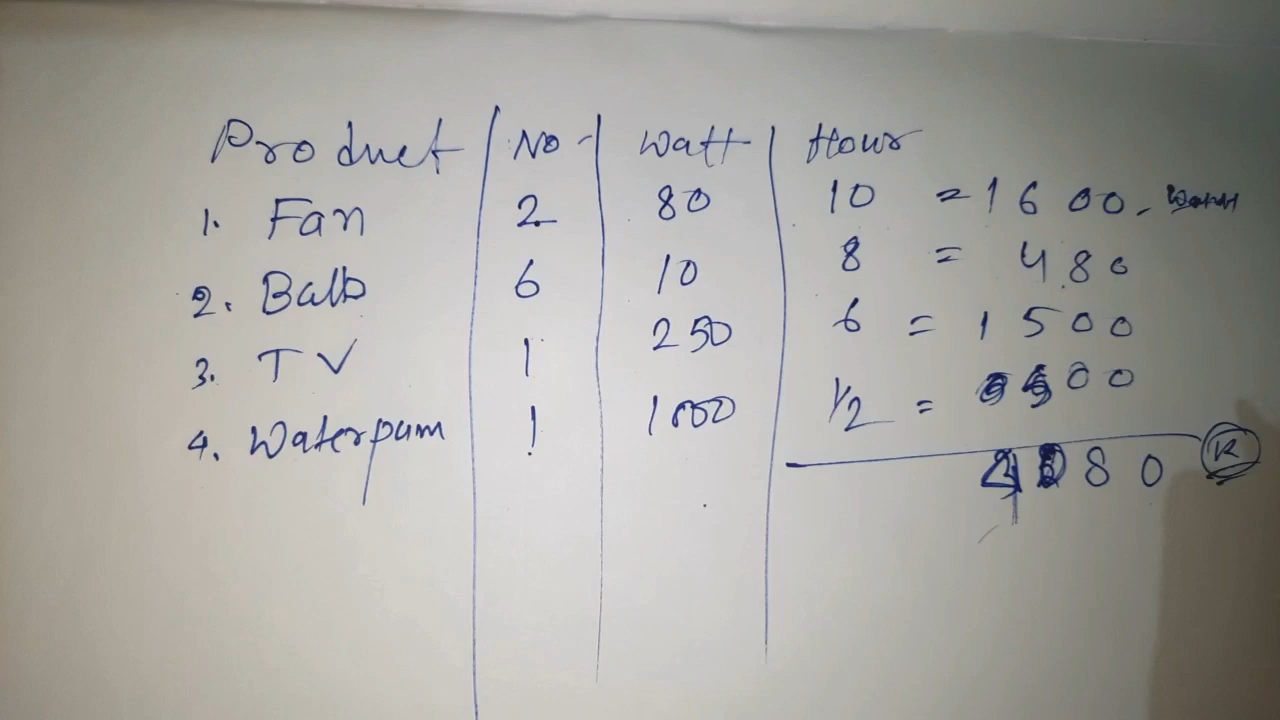 Product No. Watt Hour
1. Fan 2 80 10 = 1600.
2. Balb 6 10 8 = 480
3. TV 1 250 6 = 1500
4. Waterpum 1 1000 1/2 = 500
4080 K